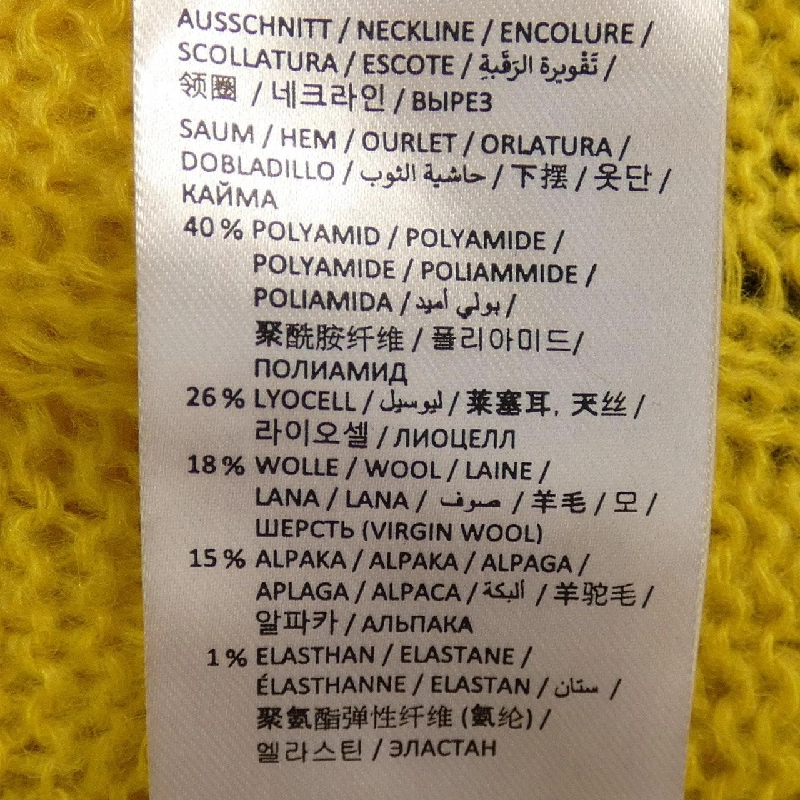 AUSSCHNITT / NECKLINE / ENCOLURE /
SCOLLATURA / ESCOTE / تَقْويرة الرَقَبةِ /
领圈 / 네크라인 / ВЫРЕЗ
SAUM / HEM / OURLET / ORLATURA /
DOBLADILLO / حاشية الثوب / 下摆 / 옷단 /
КАЙМА
40 % POLYAMID / POLYAMIDE /
POLYAMIDE / POLIAMMIDE /
POLIAMIDA / بولي أميد /
聚酰胺纤维 / 폴리아미드/
ПОЛИАМИД
26 % LYOCELL / ليوسيل / 莱塞耳, 天丝 /
라이오셀 / ЛИОЦЕЛЛ
18 % WOLLE / WOOL / LAINE /
LANA / LANA / صوف / 羊毛 / 모 /
ШЕРСТЬ (VIRGIN WOOL)
15 % ALPAKA / ALPAKA / ALPAGA /
APLAGA / ALPACA / ألبكة / 羊驼毛 /
알파카 / АЛЬПАКА
1 % ELASTHAN / ELASTANE /
ÉLASTHANNE / ELASTAN / ستان /
聚氨酯弹性纤维 (氨纶) /
엘라스틴 / ЭЛАСТАН